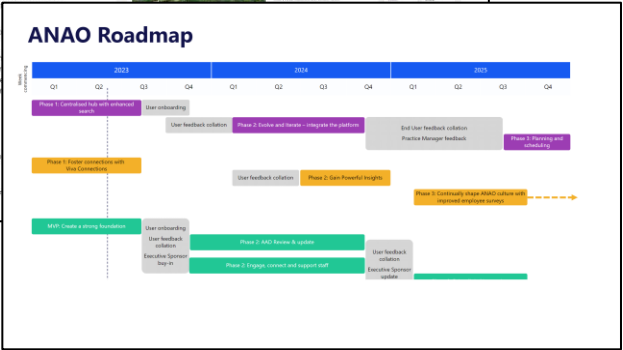 ANAO Roadmap
Week
commencing
2023 2024 2025
Q1 Q2 Q3 Q4 Q1 Q2 Q3 Q4 Q1 Q2 Q3 Q4
Phase 1: Centralised hub with enhanced
search
User onboarding
User feedback collation
Phase 2: Evolve and Iterate – integrate the platform
End User feedback collation
Practice Manager feedback
Phase 3: Planning and
scheduling
Phase 1: Foster connections with
Viva Connections
User feedback collation
Phase 2: Gain Powerful Insights
Phase 3: Continually shape ANAO culture with
improved employee surveys
MVP: Create a strong foundation
User onboarding
User feedback
collation
Executive Sponsor
buy-in
Phase 2: AAO Review & update
Phase 2: Engage, connect and support staff
User feedback
collation
Executive Sponsor
update